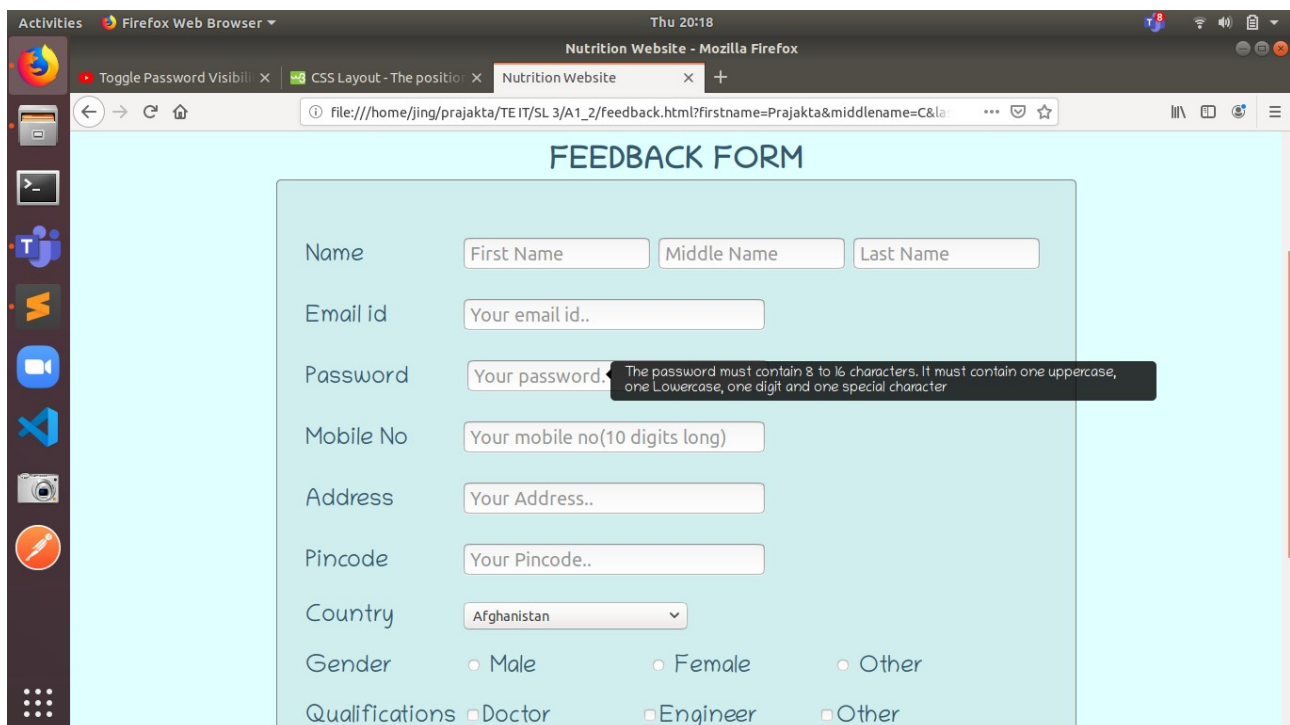 Activities Firefox Web Browser Thu 20:18 8
Nutrition Website - Mozilla Firefox
Toggle Password Visibili CSS Layout - The position Nutrition Website
file:///home/jing/prajakta/TE IT/SL 3/A1_2/feedback.html?firstname=Prajakta&middlename=C&la
FEEDBACK FORM
Name First Name Middle Name Last Name
Email id Your email id..
Password Your password. The password must contain 8 to 16 characters. It must contain one uppercase,
one Lowercase, one digit and one special character
Mobile No Your mobile no(10 digits long)
Address Your Address..
Pincode Your Pincode..
Country Afghanistan
Gender Male Female Other
Qualifications Doctor Engineer Other